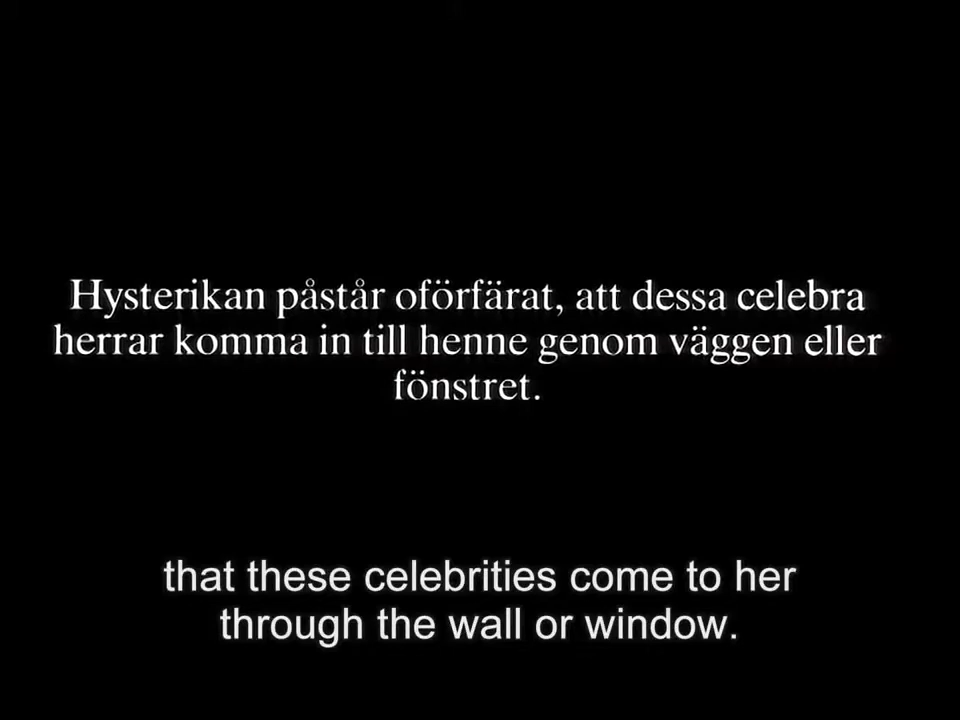 Hysterikan påstår oförfärat, att dessa celebra
herrar komma in till henne genom väggen eller
fönstret.
that these celebrities come to her
through the wall or window.